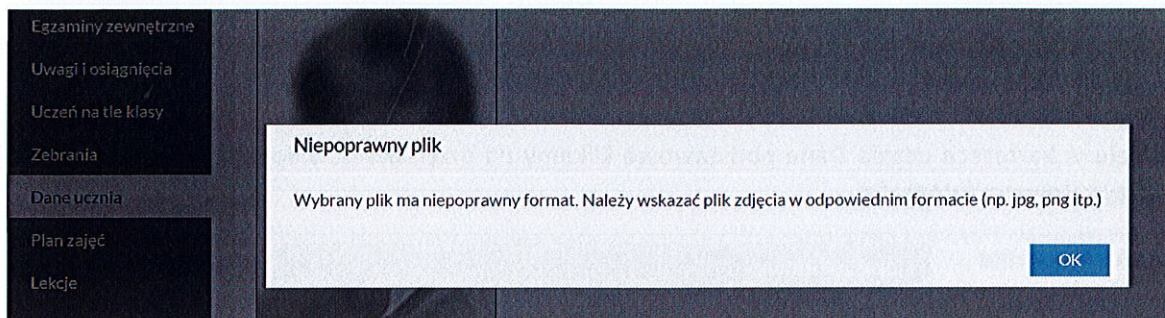 Egzaminy zewnętrzne
Uwagi i osiągnięcia
Uczeń na tle klasy
Zebrania
Dane ucznia
Plan zajęć
Lekcje
Niepoprawny plik
Wybrany plik ma niepoprawny format. Należy wskazać plik zdjęcia w odpowiednim formacie (np. jpg, png itp.)
OK